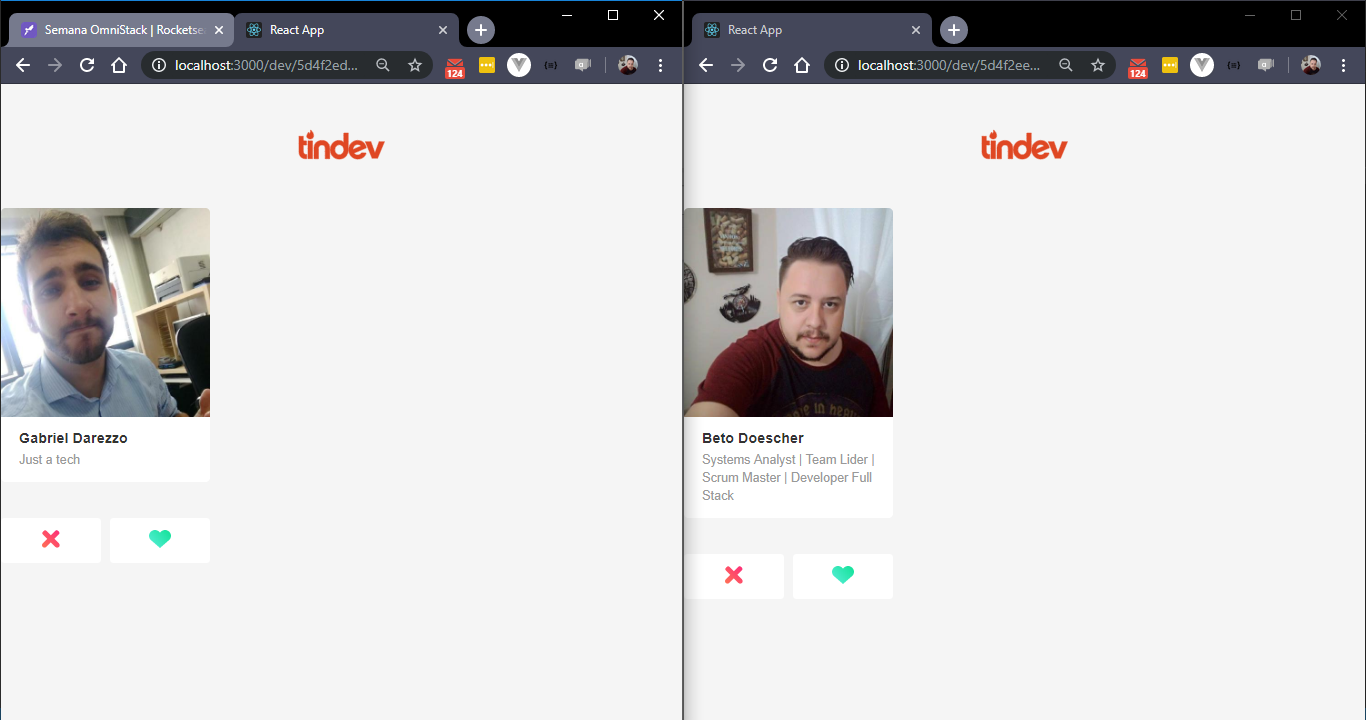 Semana OmniStack | Rocketse
React App
localhost:3000/dev/5d4f2ed...
124
tindev
Gabriel Darezzo
Just a tech
React App
localhost:3000/dev/5d4f2ee...
124
tindev
Beto Doescher
Systems Analyst | Team Lider |
Scrum Master | Developer Full
Stack